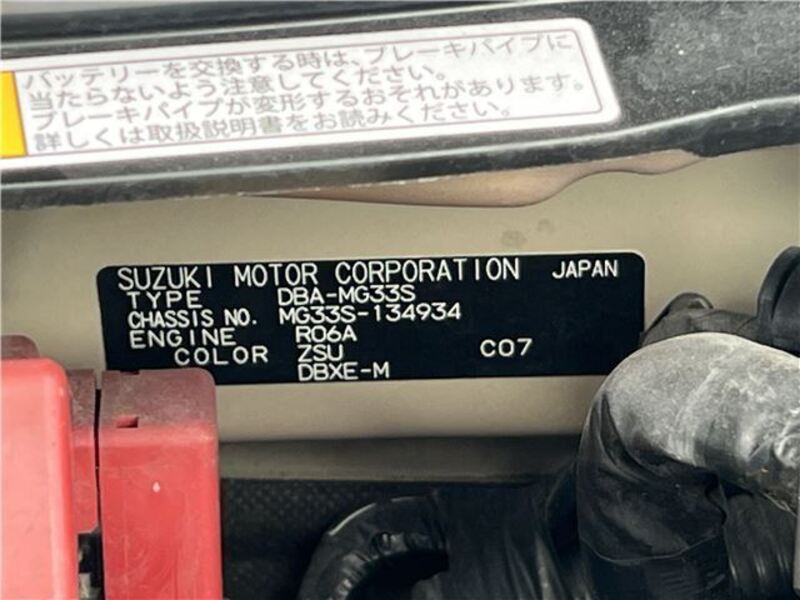 バッテリーを交換する時は、ブレーキパイプに
当たらないよう注意してください。
ブレーキパイプが変形するおそれがあります。
詳しくは取扱説明書をお読みください。
SUZUKI MOTOR CORPORATION JAPAN
TYPE DBA-MG33S
CHASSIS NO. MG33S-134934
ENGINE R06A
COLOR ZSU C07
DBXE-M